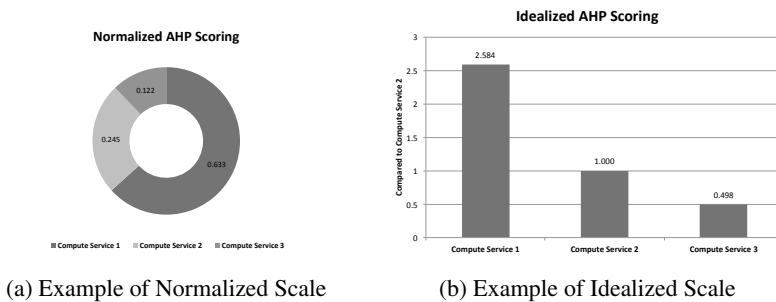 Normalized AHP Scoring
0.122
0.245
0.633
Compute Service 1 Compute Service 2 Compute Service 3
(a) Example of Normalized Scale
Idealized AHP Scoring
Compared to Compute Service 2
3
2.5
2
1.5
1
0.5
0
2.584
1.000
0.498
Compute Service 1 Compute Service 2 Compute Service 3
(b) Example of Idealized Scale